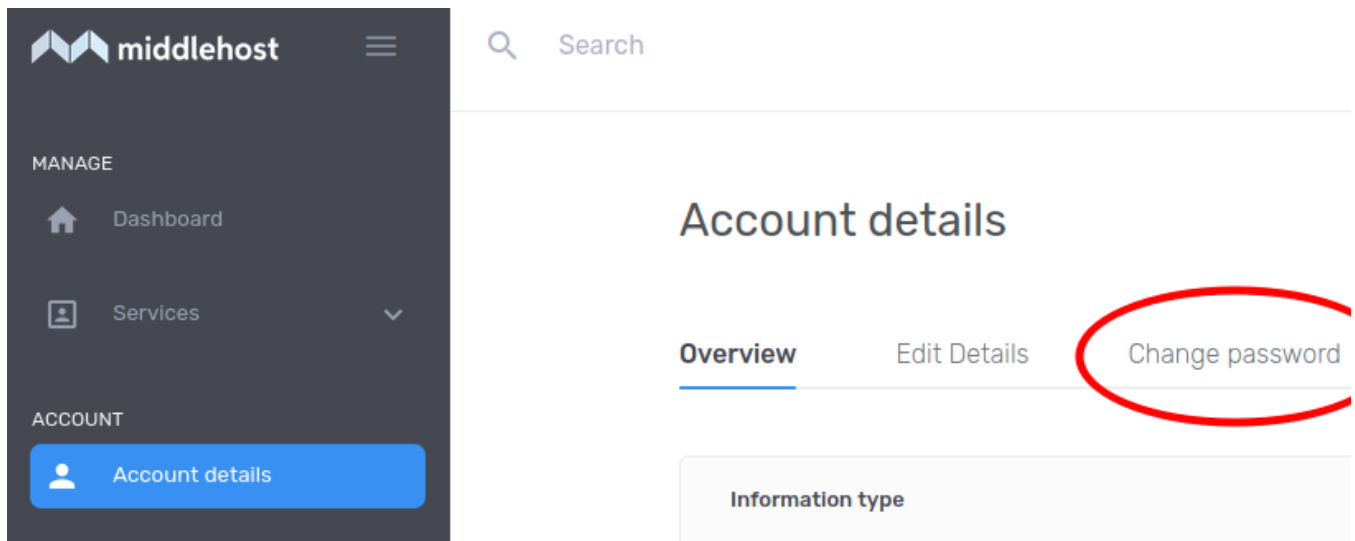 middlehost
Search
MANAGE
Dashboard
Services
ACCOUNT
Account details
Account details
Overview Edit Details Change password
Information type